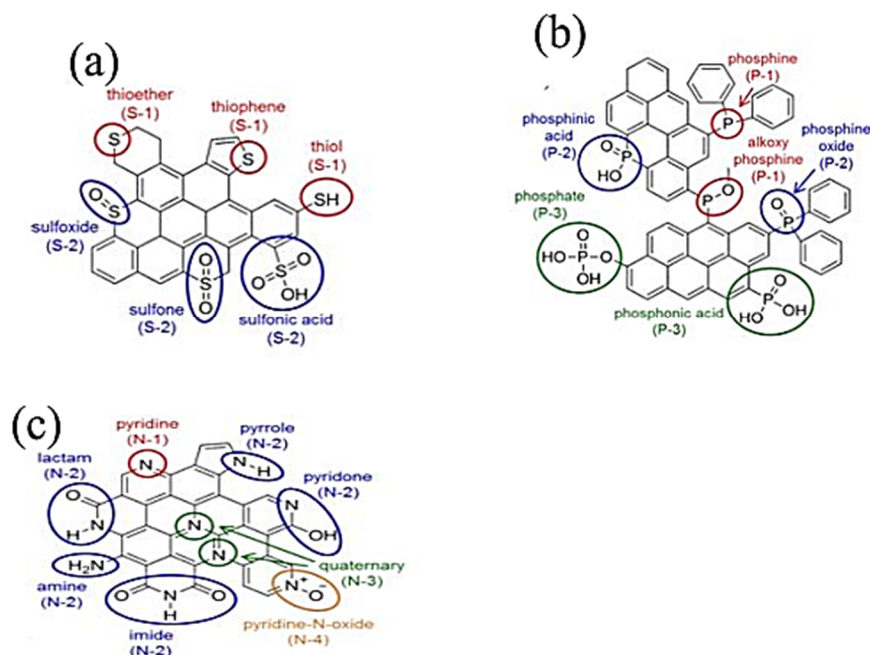 (a)
thioether
(S-1)
thiophene
(S-1)
thiol
(S-1)
S
S
SH
O
S
sulfoxide
(S-2)
O
S
O
sulfone
(S-2)
O
S
O
OH
sulfonic acid
(S-2)
(b)
phosphine
(P-1)
P
phosphinic
acid
(P-2)
O
P
HO
alkoxy
phosphine
(P-1)
P
O
phosphine
oxide
(P-2)
O
P
phosphate
(P-3)
O
HO
P
O
OH
phosphonic acid
(P-3)
O
P
HO
OH
(c)
pyridine
(N-1)
N
pyrrole
(N-2)
N
H
lactam
(N-2)
O
N
H
pyridone
(N-2)
N
OH
N
N
quaternary
(N-3)
H2N
amine
(N-2)
O
N
O
H
imide
(N-2)
N+
O-
pyridine-N-oxide
(N-4)